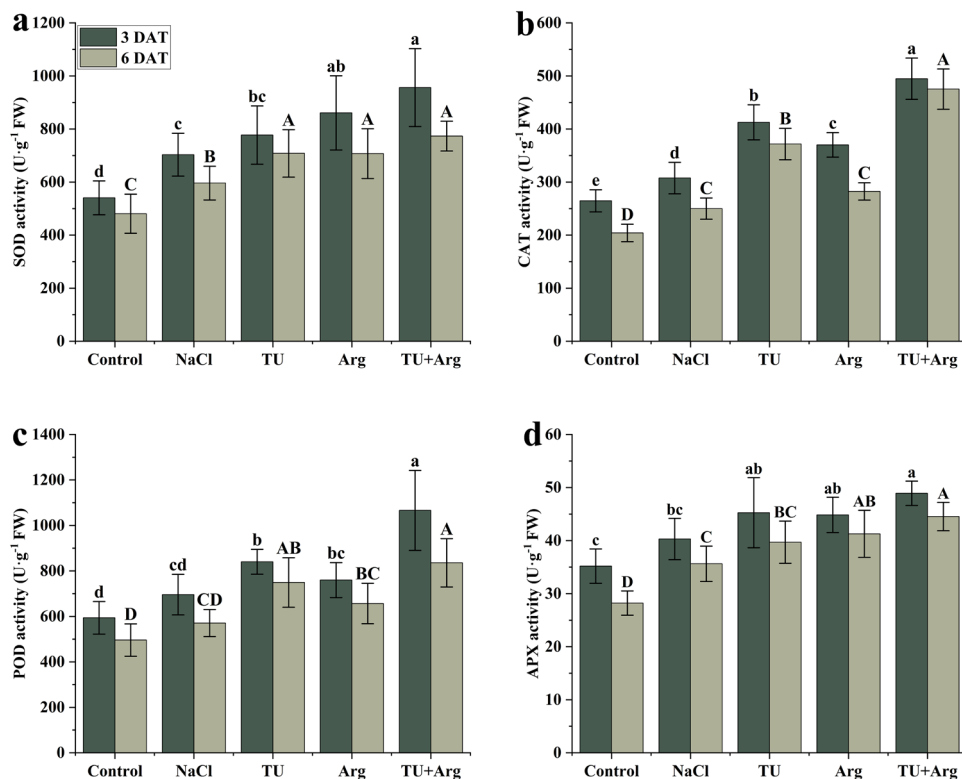 a
1200
1000
800
600
400
200
0
SOD activity (U·g⁻¹ FW)
3 DAT
6 DAT
d C c B bc A ab A a A
Control NaCl TU Arg TU+Arg
b
600
500
400
300
200
100
0
CAT activity (U·g⁻¹ FW)
e D d C b B c C a A
Control NaCl TU Arg TU+Arg
c
1400
1200
1000
800
600
400
200
0
POD activity (U·g⁻¹ FW)
d D cd CD b AB bc BC a A
Control NaCl TU Arg TU+Arg
d
60
50
40
30
20
10
0
APX activity (U·g⁻¹ FW)
c D bc C ab BC ab AB a A
Control NaCl TU Arg TU+Arg